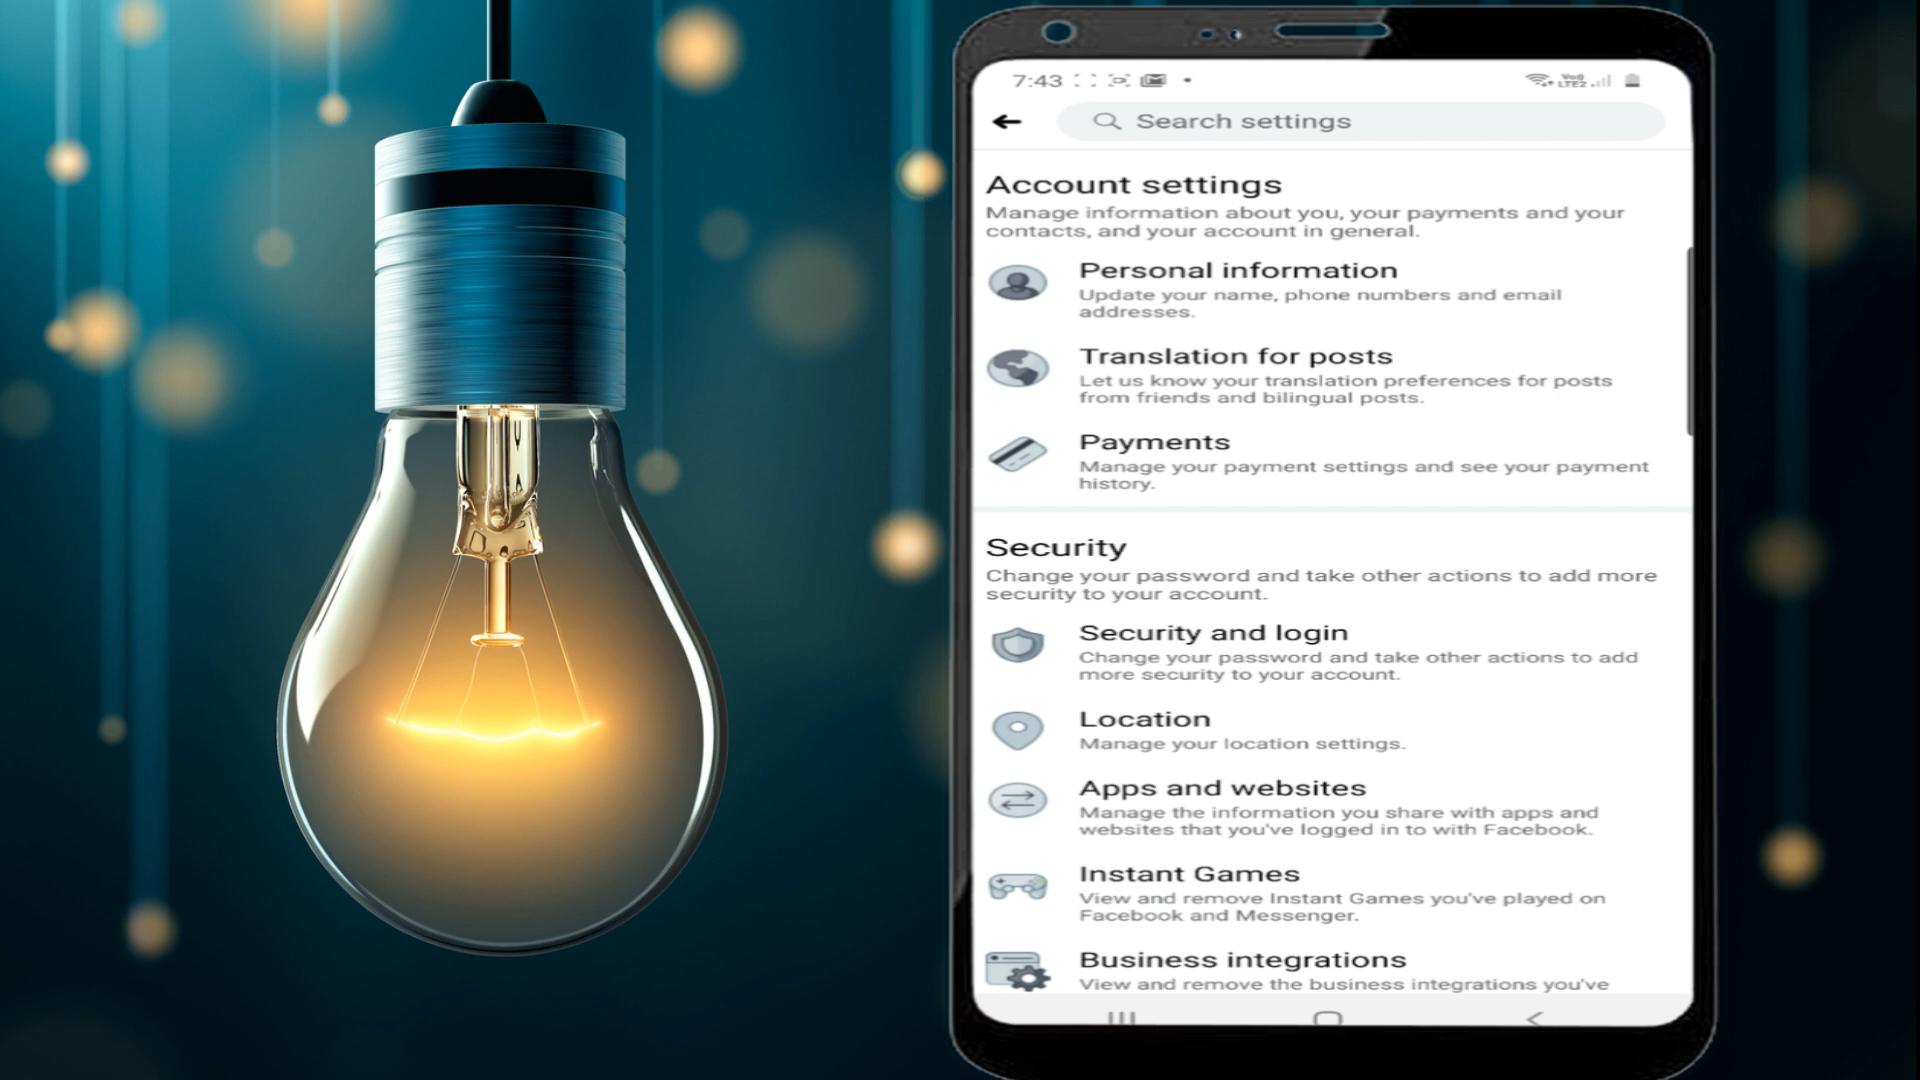 7:43
VoD
LTE2
Search settings
Account settings
Manage information about you, your payments and your
contacts, and your account in general.
Personal information
Update your name, phone numbers and email
addresses.
Translation for posts
Let us know your translation preferences for posts
from friends and bilingual posts.
Payments
Manage your payment settings and see your payment
history.
Security
Change your password and take other actions to add more
security to your account.
Security and login
Change your password and take other actions to add
more security to your account.
Location
Manage your location settings.
Apps and websites
Manage the information you share with apps and
websites that you've logged in to with Facebook.
Instant Games
View and remove Instant Games you've played on
Facebook and Messenger.
Business integrations
View and remove the business integrations you've